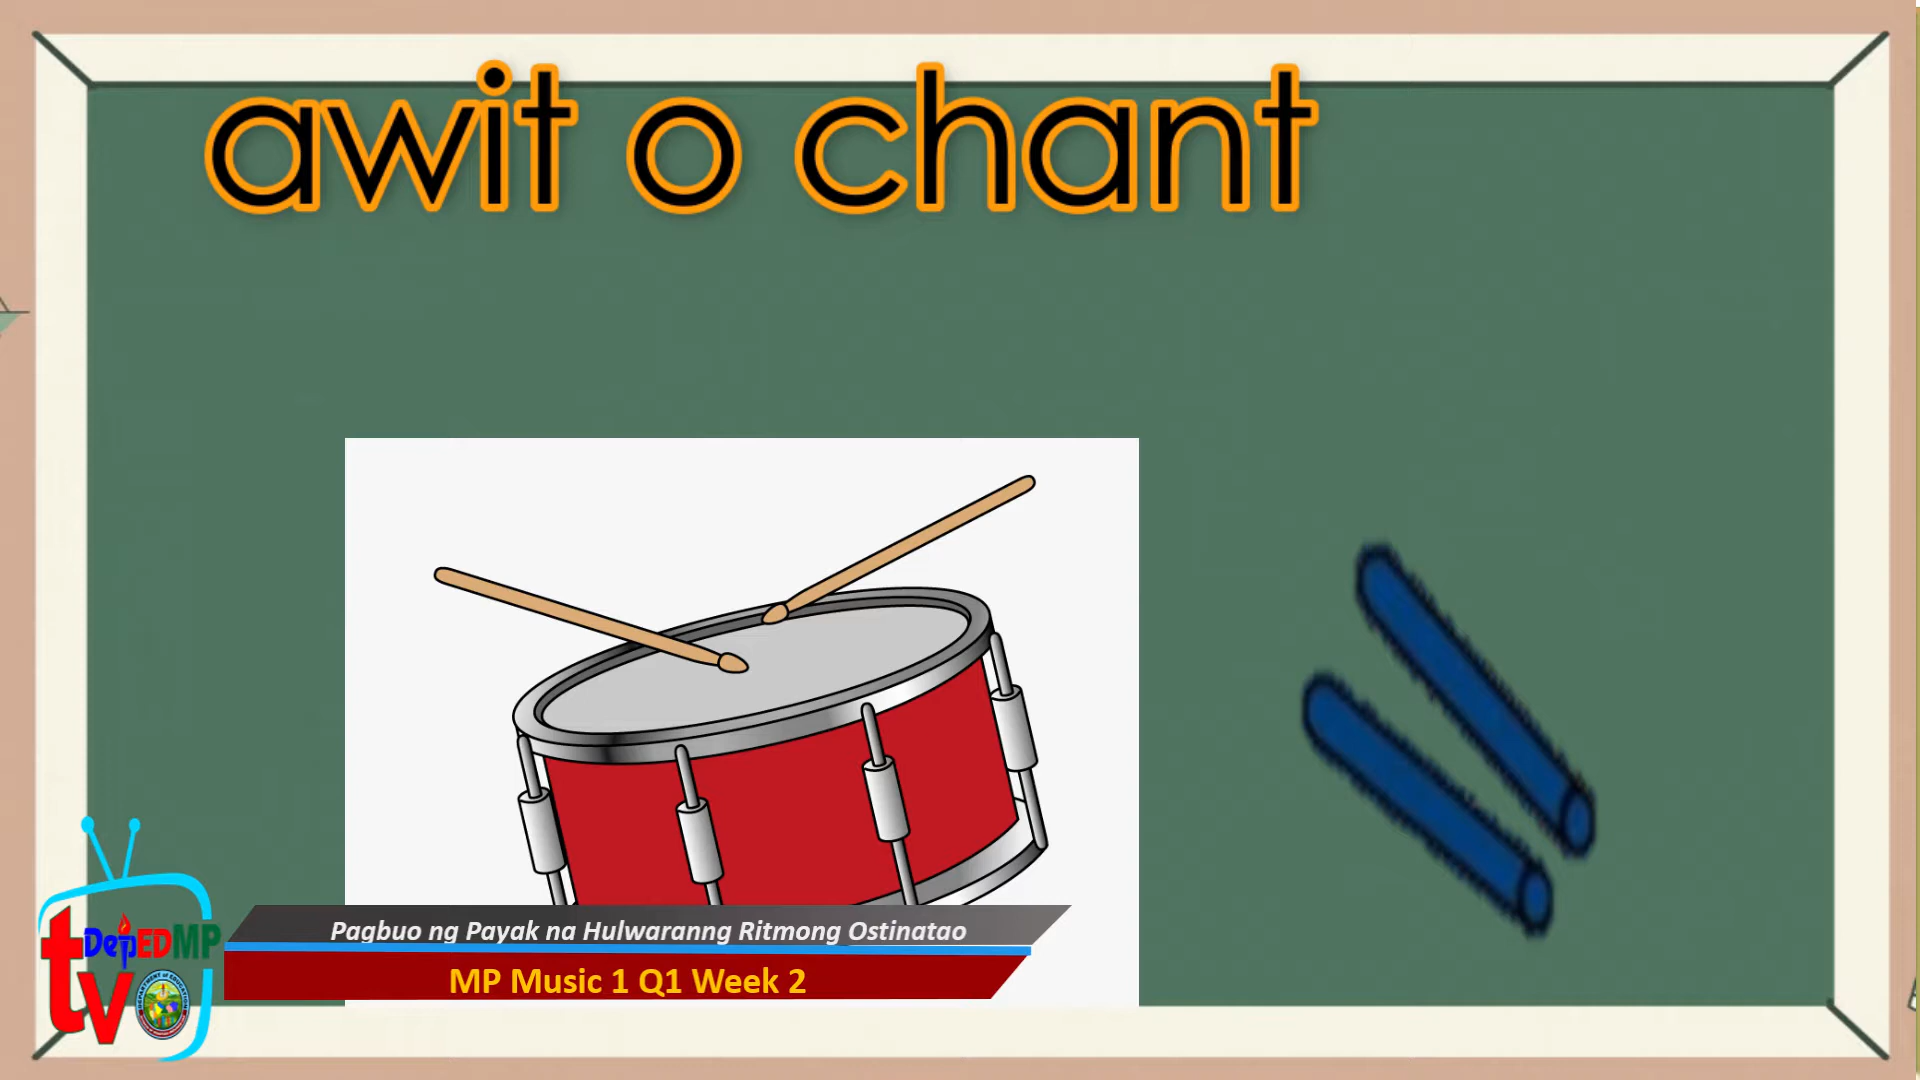 awit o chant
Pagbuo ng Payak na Hulwaranng Ritmong Ostinatao
MP Music 1 Q1 Week 2
DepEDMP
tv